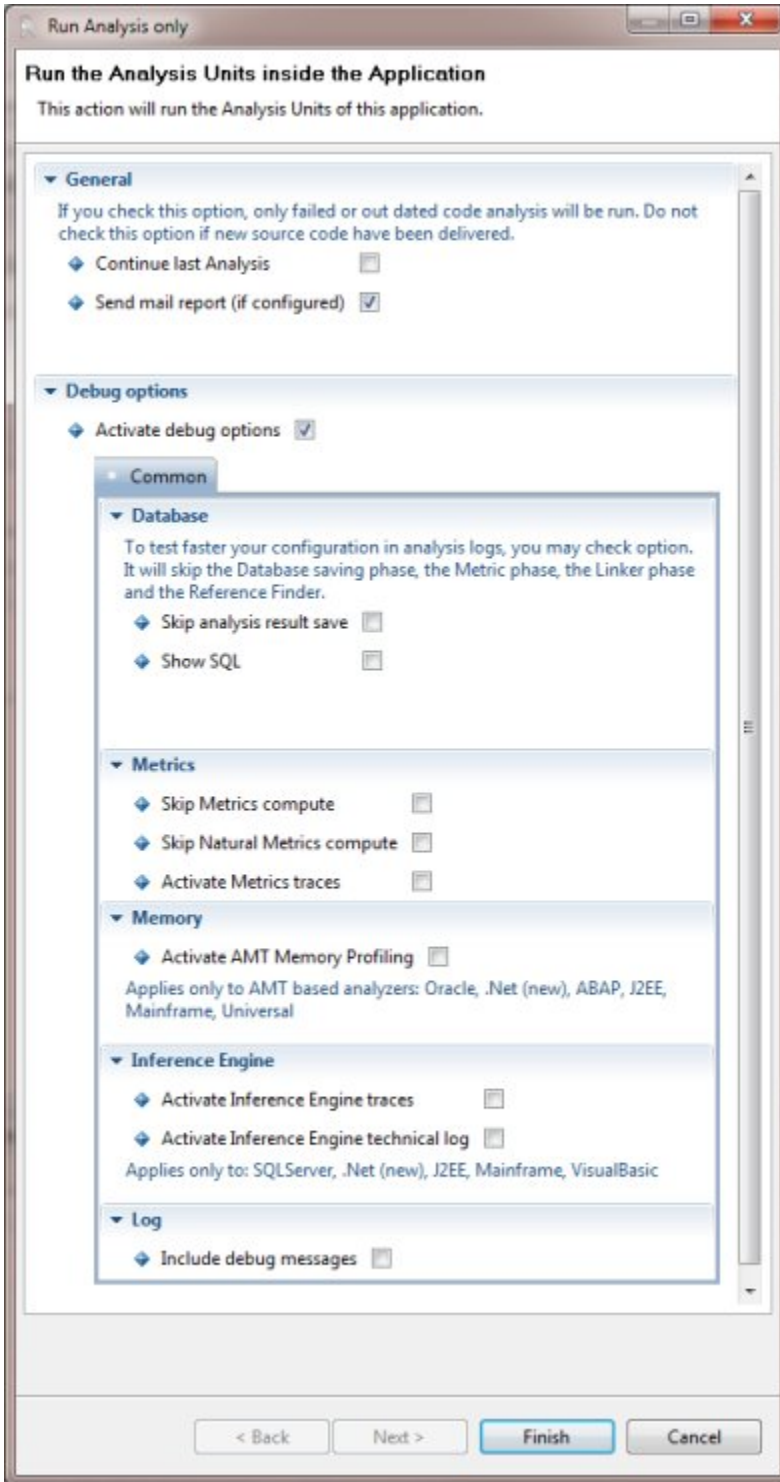 Run Analysis only
Run the Analysis Units inside the Application
This action will run the Analysis Units of this application.
General
If you check this option, only failed or out dated code analysis will be run. Do not
check this option if new source code have been delivered.
Continue last Analysis
Send mail report (if configured)
Debug options
Activate debug options
Common
Database
To test faster your configuration in analysis logs, you may check option.
It will skip the Database saving phase, the Metric phase, the Linker phase
and the Reference Finder.
Skip analysis result save
Show SQL
Metrics
Skip Metrics compute
Skip Natural Metrics compute
Activate Metrics traces
Memory
Activate AMT Memory Profiling
Applies only to AMT based analyzers: Oracle, .Net (new), ABAP, J2EE,
Mainframe, Universal
Inference Engine
Activate Inference Engine traces
Activate Inference Engine technical log
Applies only to: SQLServer, .Net (new), J2EE, Mainframe, VisualBasic
Log
Include debug messages
< Back Next > Finish Cancel